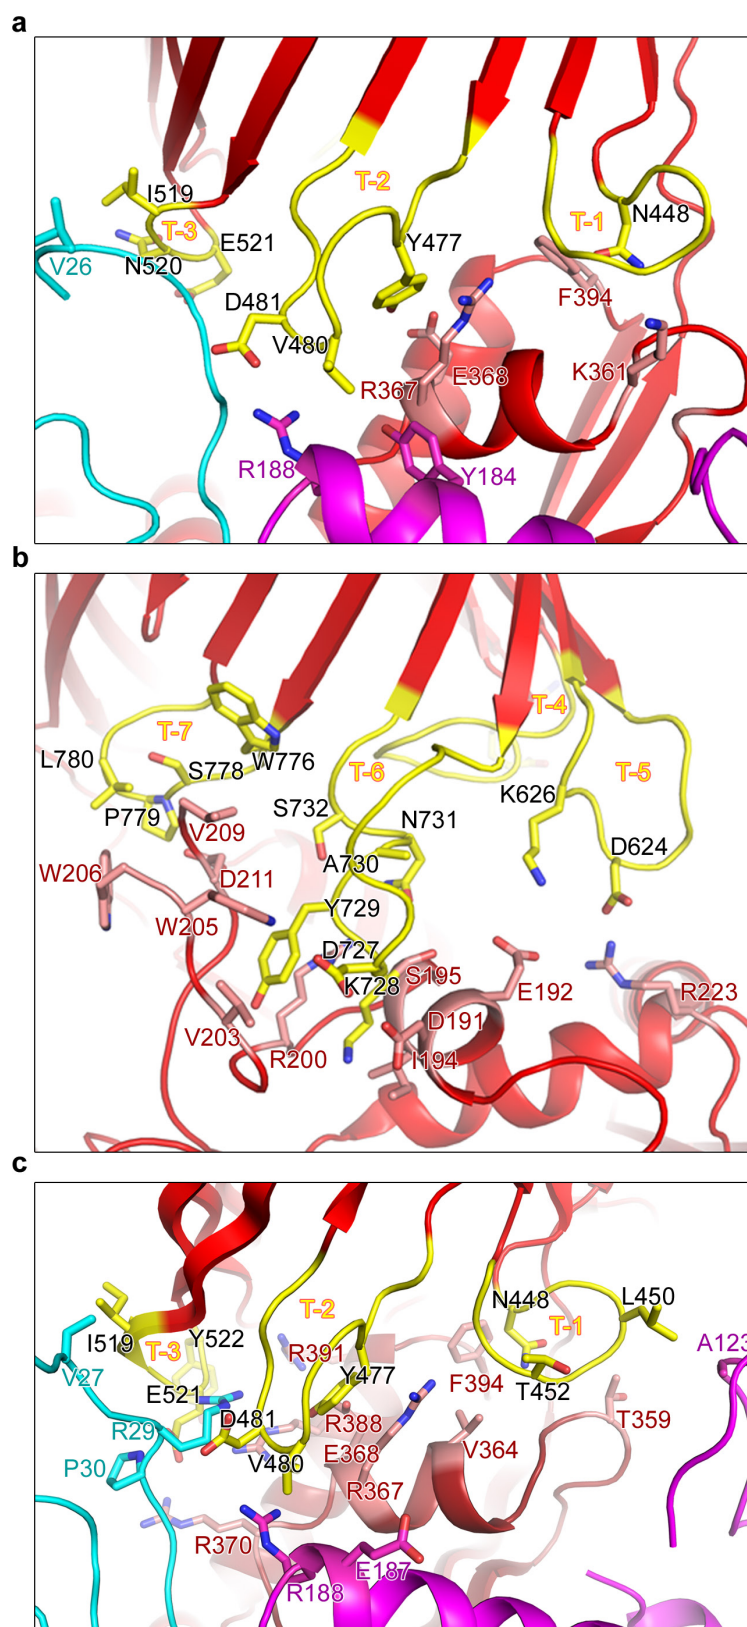 a
I519
T-2
T-3
E521
Y477
T-1
N448
V26
N520
D481
F394
V480
R367
E368
K361
R188
Y184
b
T-7
T-4
L780
S778
W776
T-6
T-5
P779
V209
S732
N731
K626
W206
D211
A730
D624
W205
Y729
D727
K728
S195
E192
R223
V203
R200
D191
I194
c
N448
L450
T-2
T-1
I519
Y522
R391
A123
T-3
Y477
V27
F394
T452
E521
D481
R388
T359
R29
E368
V364
P30
V480
R367
R370
E187
R188